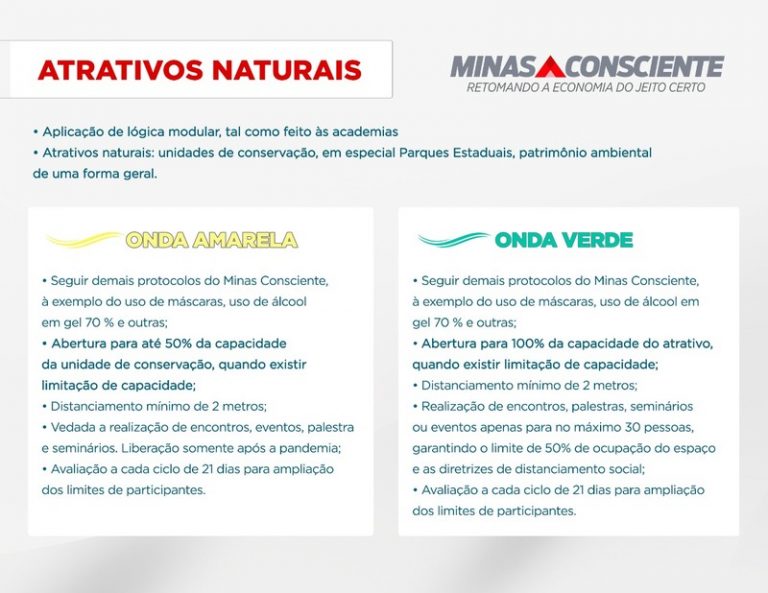 ATRATIVOS NATURAIS
MINAS CONSCIENTE
RETOMANDO A ECONOMIA DO JEITO CERTO
• Aplicação de lógica modular, tal como feito às academias
• Atrativos naturais: unidades de conservação, em especial Parques Estaduais, patrimônio ambiental
de uma forma geral.
ONDA AMARELA
• Seguir demais protocolos do Minas Consciente,
à exemplo do uso de máscaras, uso de álcool
em gel 70 % e outras;
• Abertura para até 50% da capacidade
da unidade de conservação, quando existir
limitação de capacidade;
• Distanciamento mínimo de 2 metros;
• Vedada a realização de encontros, eventos, palestra
e seminários. Liberação somente após a pandemia;
• Avaliação a cada ciclo de 21 dias para ampliação
dos limites de participantes.
ONDA VERDE
• Seguir demais protocolos do Minas Consciente,
à exemplo do uso de máscaras, uso de álcool em
gel 70 % e outras;
• Abertura para 100% da capacidade do atrativo,
quando existir limitação de capacidade;
• Distanciamento mínimo de 2 metros;
• Realização de encontros, palestras, seminários
ou eventos apenas para no máximo 30 pessoas,
garantindo o limite de 50% de ocupação do espaço
e as diretrizes de distanciamento social;
• Avaliação a cada ciclo de 21 dias para ampliação
dos limites de participantes.